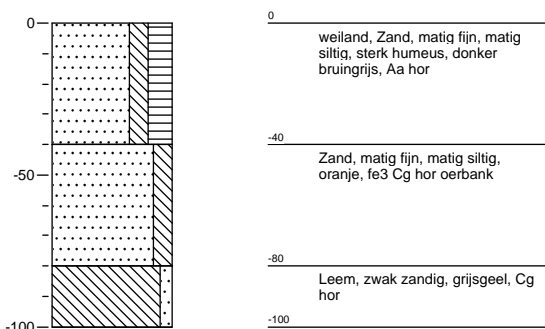 0
-50
-100
0
weiland, Zand, matig fijn, matig
siltig, sterk humeus, donker
bruingrijs, Aa hor
-40
Zand, matig fijn, matig siltig,
oranje, fe3 Cg hor oerbank
-80
Leem, zwak zandig, grijsgeel, Cg
hor
-100